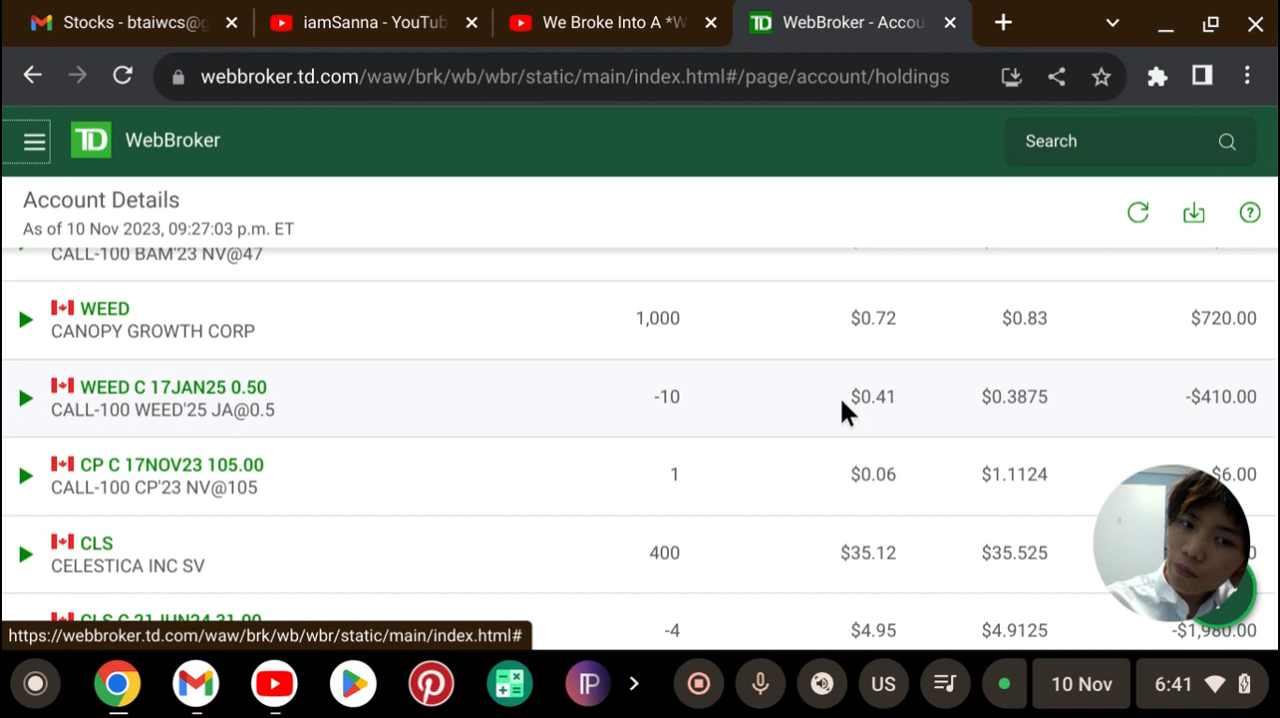 Stocks - btaiwcs@g
iamSanna - YouTub
We Broke Into A *W
TD WebBroker - Accou
webbroker.td.com/waw/brk/wb/wbr/static/main/index.html#/page/account/holdings
TD WebBroker
Search
Account Details
As of 10 Nov 2023, 09:27:03 p.m. ET
CALL-100 BAM'23 NV@47
WEED
CANOPY GROWTH CORP
1,000 $0.72 $0.83 $720.00
WEED C 17JAN25 0.50
CALL-100 WEED'25 JA@0.5
-10 $0.41 $0.3875 -$410.00
CP C 17NOV23 105.00
CALL-100 CP'23 NV@105
1 $0.06 $1.1124 $6.00
CLS
CELESTICA INC SV
400 $35.12 $35.525
CLS C 21JUN24 31.00
-4 $4.95 $4.9125 -$1,980.00
https://webbroker.td.com/waw/brk/wb/wbr/static/main/index.html#
US
10 Nov
6:41